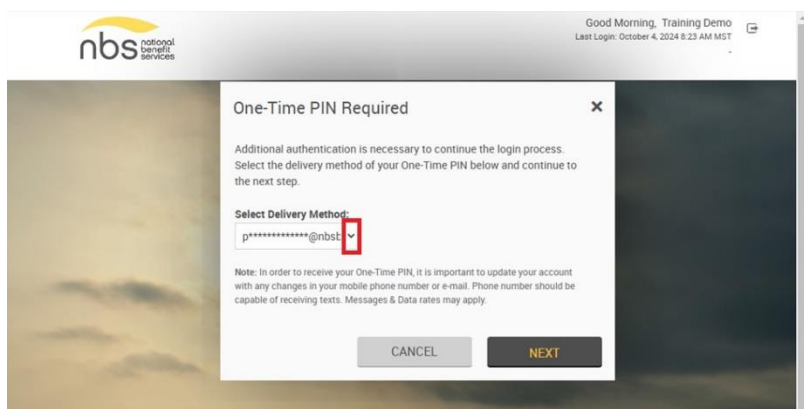 nbs national
benefit
services
Good Morning, Training Demo
Last Login: October 4, 2024 8:23 AM MST
-
One-Time PIN Required
Additional authentication is necessary to continue the login process.
Select the delivery method of your One-Time PIN below and continue to
the next step.
Select Delivery Method:
p*************@nbst
Note: In order to receive your One-Time PIN, it is important to update your account
with any changes in your mobile phone number or e-mail. Phone number should be
capable of receiving texts. Messages & Data rates may apply.
CANCEL
NEXT